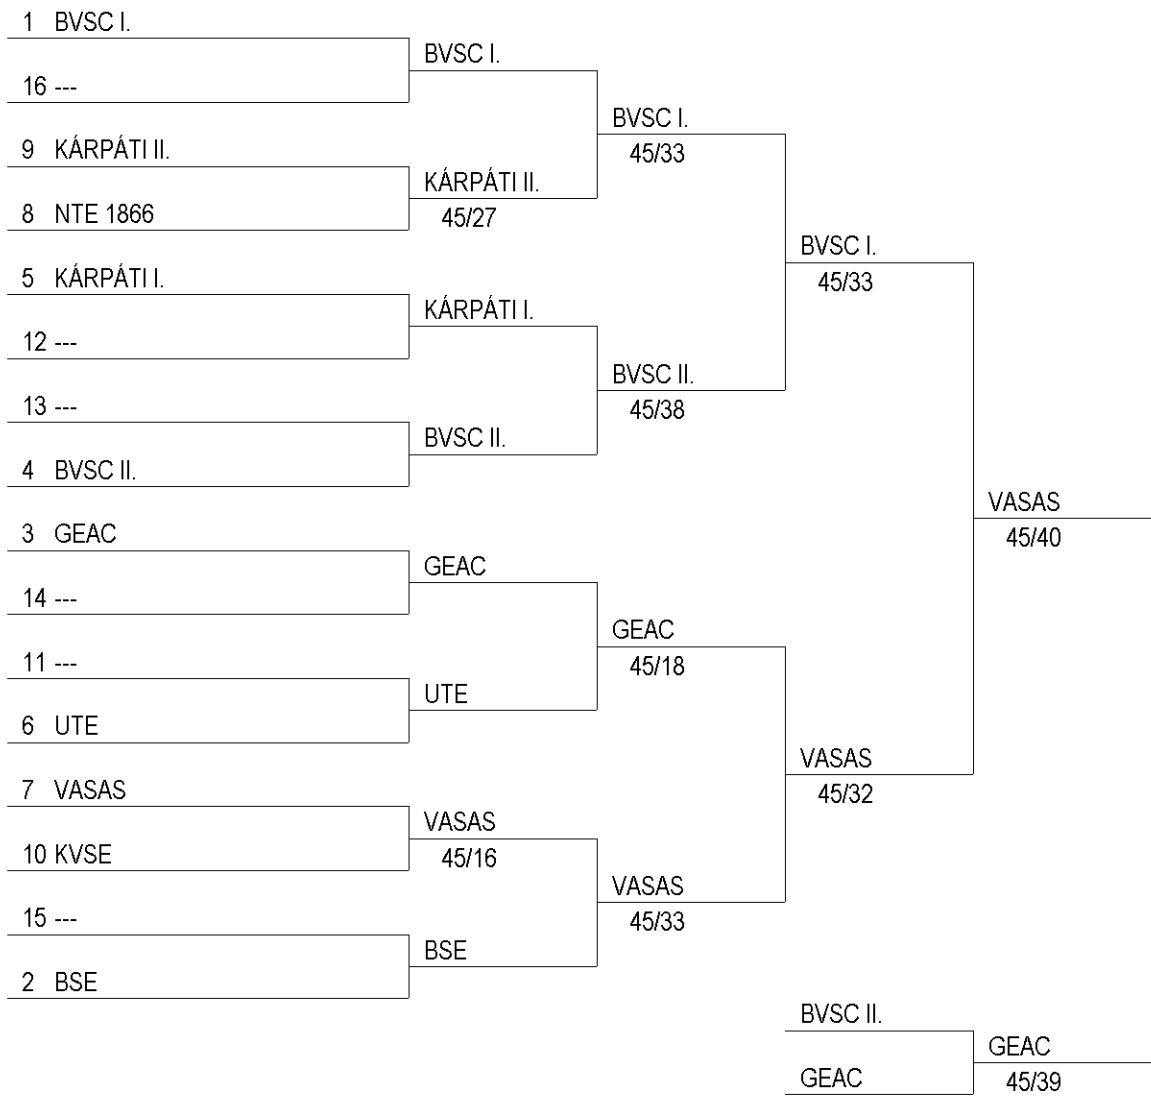 1 BVSC I.
16 ---
9 KÁRPÁTI II.
8 NTE 1866
5 KÁRPÁTI I.
12 ---
13 ---
4 BVSC II.
3 GEAC
14 ---
11 ---
6 UTE
7 VASAS
10 KVSE
15 ---
2 BSE
BVSC I.
KÁRPÁTI II.
45/27
KÁRPÁTI I.
BVSC II.
GEAC
UTE
VASAS
45/16
BSE
BVSC I.
45/33
BVSC II.
45/38
GEAC
45/18
VASAS
45/33
BVSC I.
45/33
VASAS
45/32
VASAS
45/40
BVSC II.
GEAC
GEAC
45/39